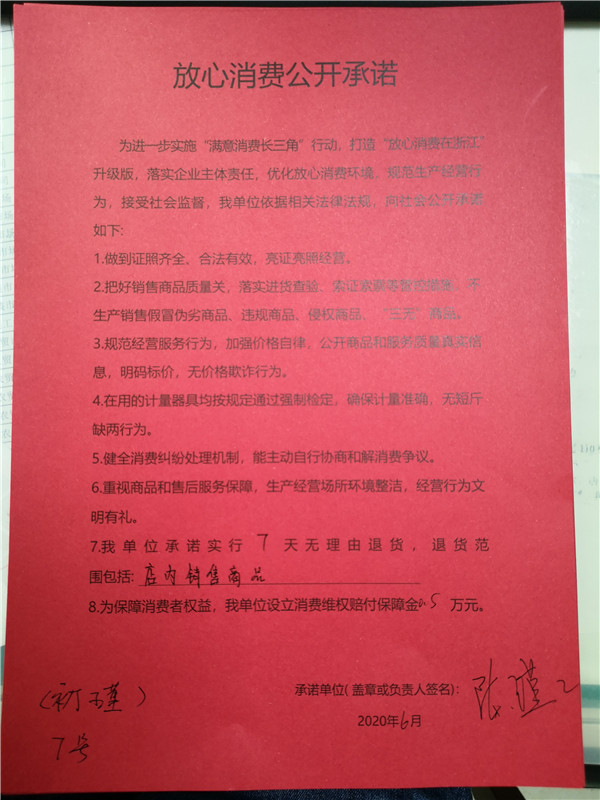 放心消费公开承诺
为进一步实施“满意消费长三角”行动，打造“放心消费在浙江”
升级版，落实企业主体责任，优化放心消费环境，规范生产经营行
为，接受社会监督，我单位依据相关法律法规，向社会公开承诺
如下:
1.做到证照齐全、合法有效，亮证亮照经营。
2.把好销售商品质量关，落实进货查验、索证索票等规范措施，不
生产销售假冒伪劣商品、违规商品、侵权商品、“三无”商品。
3.规范经营服务行为，加强价格自律，公开商品和服务质量真实信
息，明码标价，无价格欺诈行为。
4.在用的计量器具均按规定通过强制检定，确保计量准确，无短斤
缺两行为。
5.健全消费纠纷处理机制，能主动自行协商和解消费争议。
6.重视商品和售后服务保障，生产经营场所环境整洁，经营行为文
明有礼。
7.我单位承诺实行7天无理由退货，退货范
围包括:店内销售商品
8.为保障消费者权益，我单位设立消费维权赔付保障金0.5万元。
承诺单位(盖章或负责人签名):
2020年6月
7号